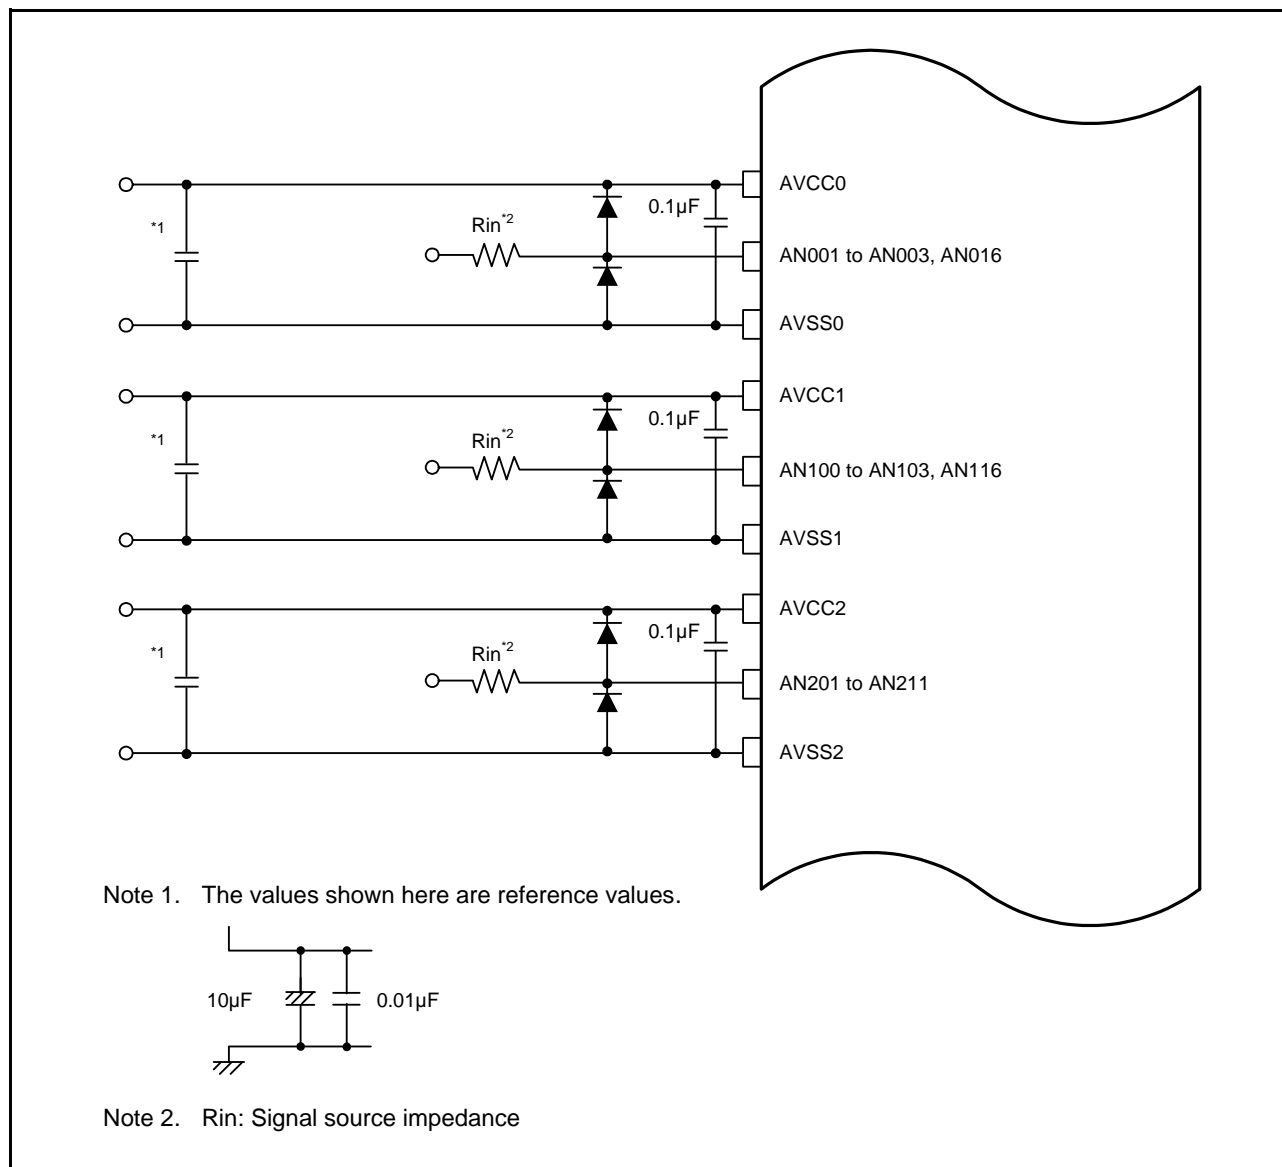 AVCC0
*1
0.1µF
Rin*2
AN001 to AN003, AN016
AVSS0
AVCC1
*1
0.1µF
Rin*2
AN100 to AN103, AN116
AVSS1
AVCC2
*1
0.1µF
Rin*2
AN201 to AN211
AVSS2
Note 1. The values shown here are reference values.
10µF
0.01µF
Note 2. Rin: Signal source impedance